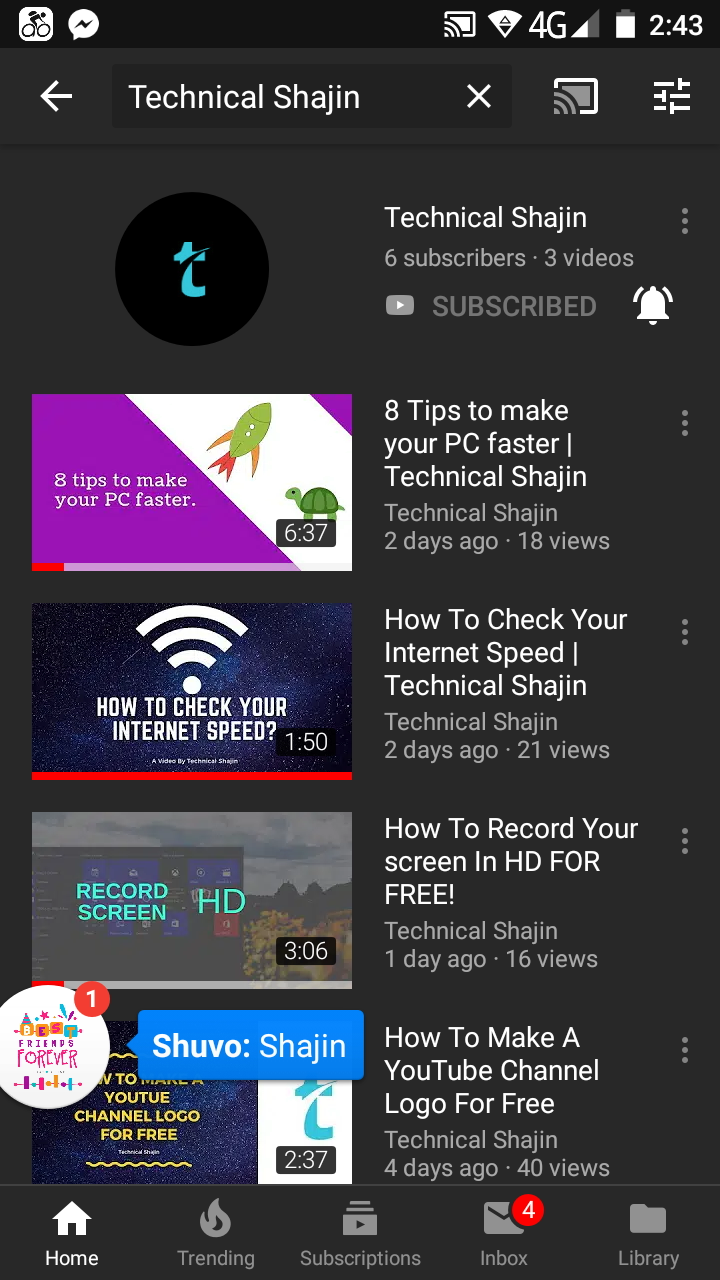 4G 2:43
Technical Shajin
Technical Shajin
6 subscribers · 3 videos
SUBSCRIBED
8 tips to make
your PC faster.
6:37
8 Tips to make
your PC faster |
Technical Shajin
Technical Shajin
2 days ago · 18 views
HOW TO CHECK YOUR
INTERNET SPEED?
A Video By Technical Shajin
1:50
How To Check Your
Internet Speed |
Technical Shajin
Technical Shajin
2 days ago · 21 views
RECORD
SCREEN
HD
3:06
How To Record Your
screen In HD FOR
FREE!
Technical Shajin
1 day ago · 16 views
BEST
FRIENDS
FOREVER
1
Shuvo: Shajin
W TO MAKE A
YOUTUE
CHANNEL LOGO
FOR FREE
Technical Shajin
t
2:37
How To Make A
YouTube Channel
Logo For Free
Technical Shajin
4 days ago · 40 views
Home
Trending
Subscriptions
4
Inbox
Library